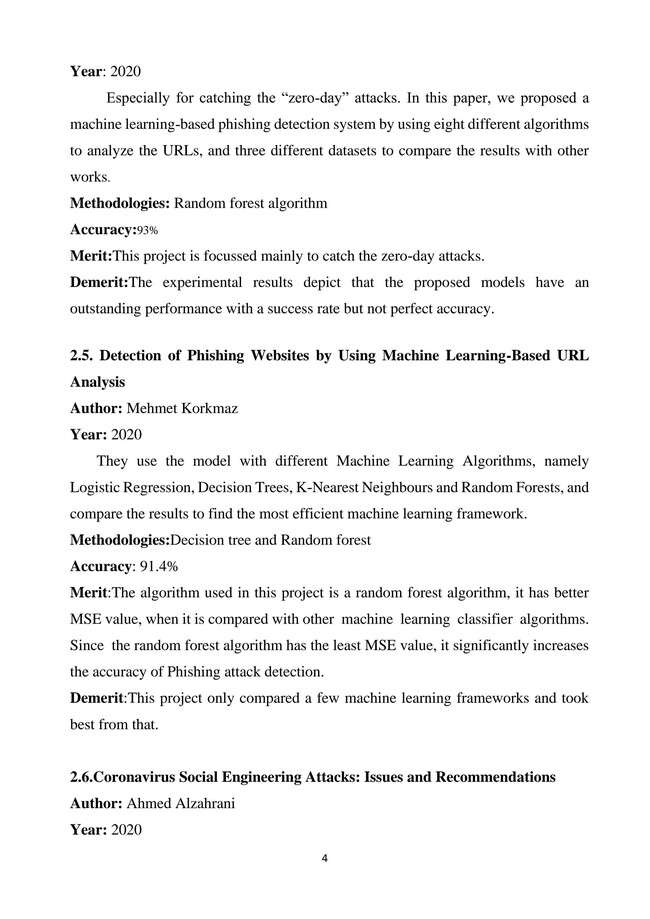 Year: 2020
Especially for catching the “zero-day” attacks. In this paper, we proposed a
machine learning-based phishing detection system by using eight different algorithms
to analyze the URLs, and three different datasets to compare the results with other
works.
Methodologies: Random forest algorithm
Accuracy:93%
Merit:This project is focussed mainly to catch the zero-day attacks.
Demerit:The experimental results depict that the proposed models have an
outstanding performance with a success rate but not perfect accuracy.
2.5. Detection of Phishing Websites by Using Machine Learning-Based URL
Analysis
Author: Mehmet Korkmaz
Year: 2020
They use the model with different Machine Learning Algorithms, namely
Logistic Regression, Decision Trees, K-Nearest Neighbours and Random Forests, and
compare the results to find the most efficient machine learning framework.
Methodologies:Decision tree and Random forest
Accuracy: 91.4%
Merit:The algorithm used in this project is a random forest algorithm, it has better
MSE value, when it is compared with other machine learning classifier algorithms.
Since the random forest algorithm has the least MSE value, it significantly increases
the accuracy of Phishing attack detection.
Demerit:This project only compared a few machine learning frameworks and took
best from that.
2.6.Coronavirus Social Engineering Attacks: Issues and Recommendations
Author: Ahmed Alzahrani
Year: 2020
4